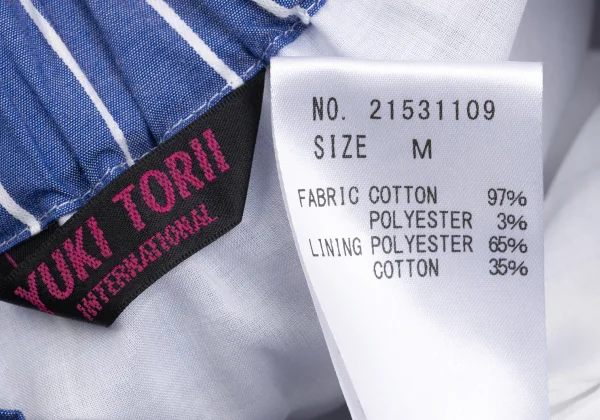 YUKI TORII
INTERNATIONAL
NO. 21531109
SIZE M
FABRIC COTTON 97%
POLYESTER 3%
LINING POLYESTER 65%
COTTON 35%